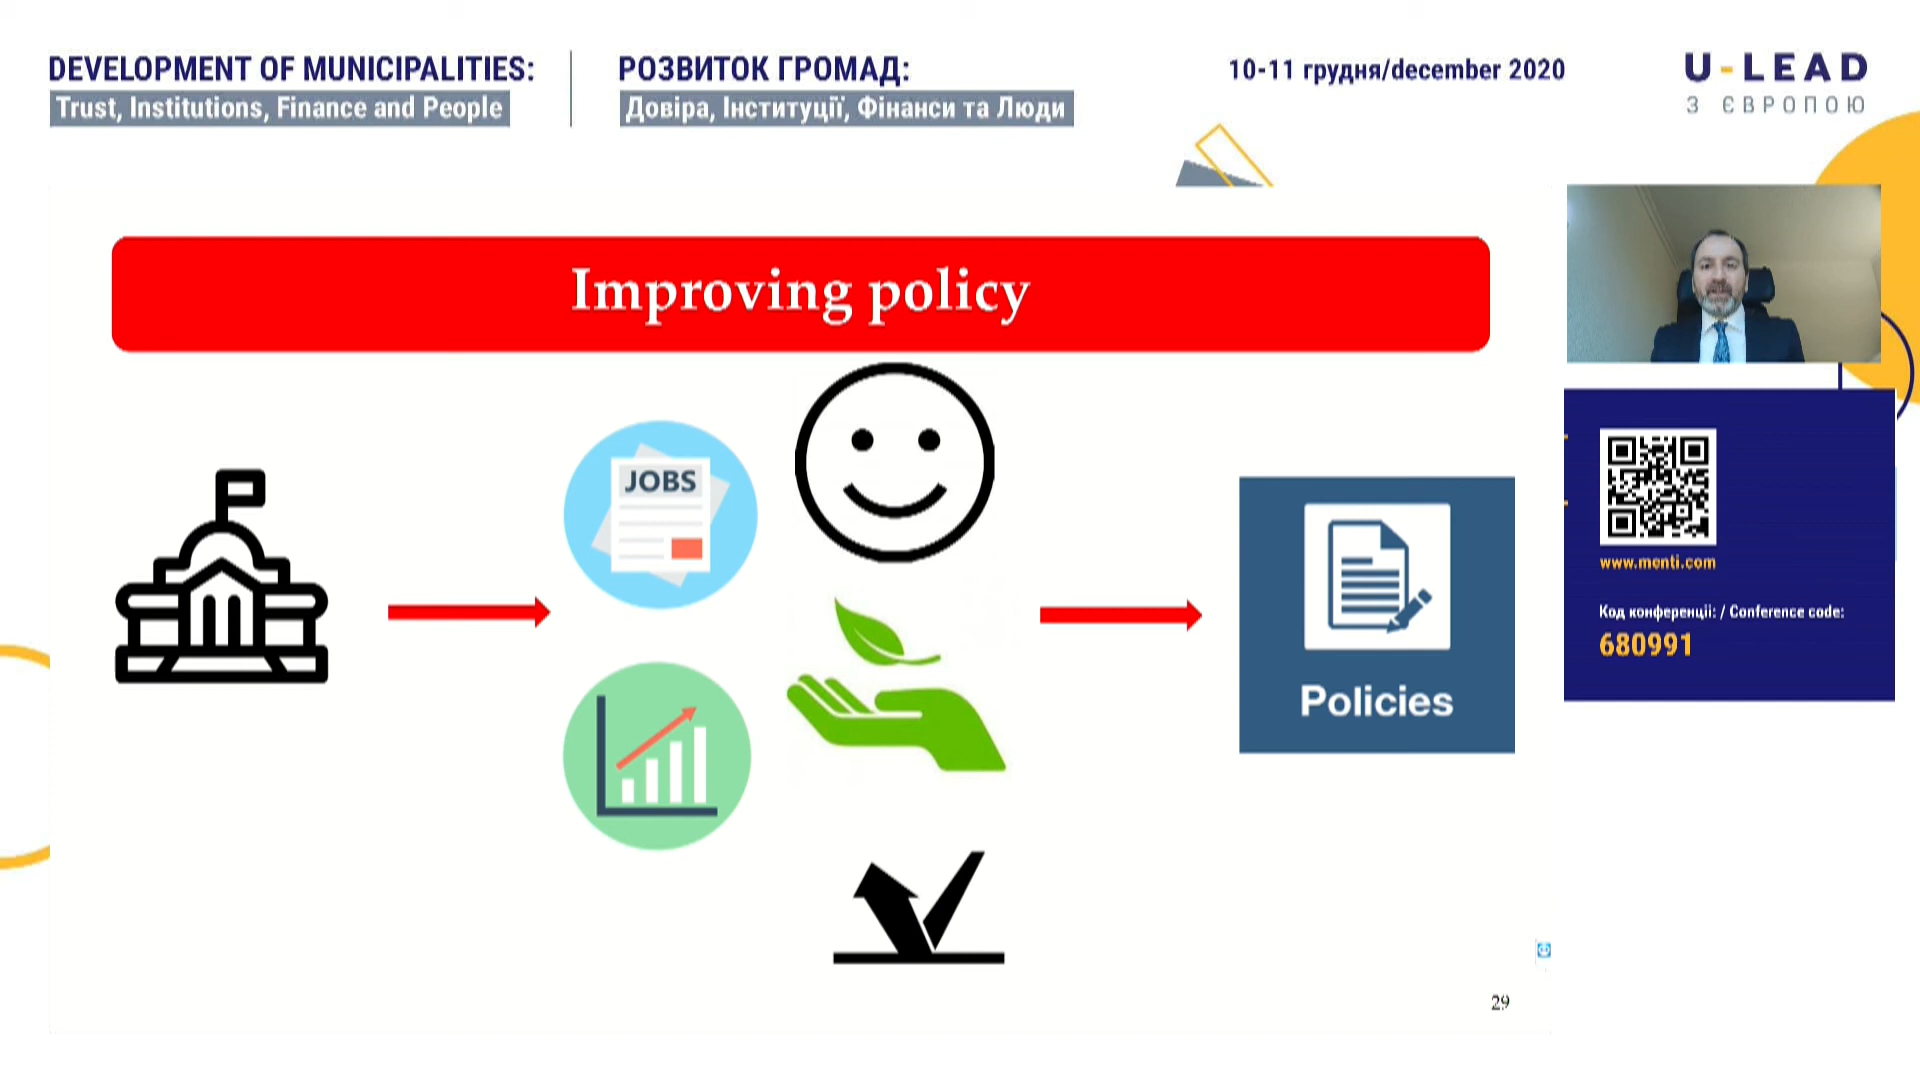 DEVELOPMENT OF MUNICIPALITIES:
Trust, Institutions, Finance and People
РОЗВИТОК ГРОМАД:
Довіра, Інституції, Фінанси та Люди
10-11 грудня/december 2020
U-LEAD
З ЄВРОПОЮ
Improving policy
JOBS
Policies
29
www.menti.com
Код конференції: / Conference code:
680991